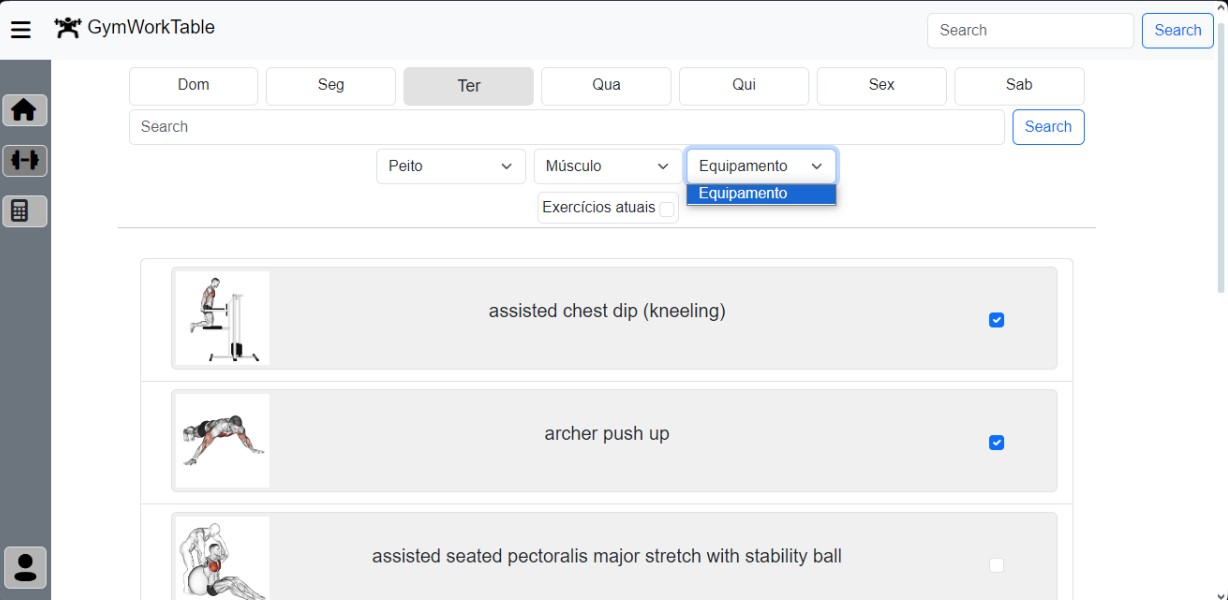 GymWorkTable
Search
Search
Dom
Seg
Ter
Qua
Qui
Sex
Sab
Search
Search
Peito
Músculo
Equipamento
Equipamento
Exercícios atuais
assisted chest dip (kneeling)
archer push up
assisted seated pectoralis major stretch with stability ball